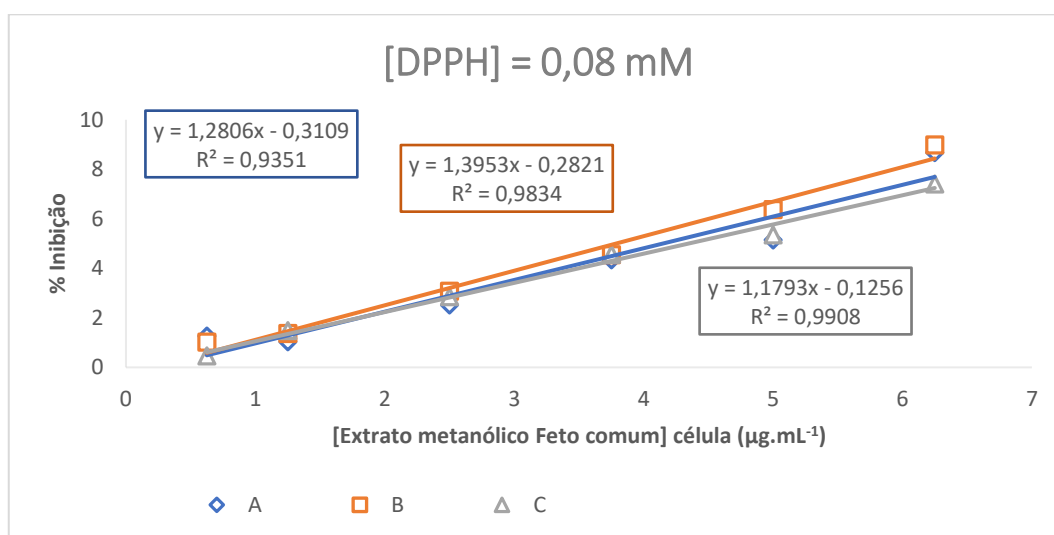 [DPPH] = 0,08 mM
y = 1,2806x - 0,3109
R² = 0,9351
y = 1,3953x - 0,2821
R² = 0,9834
y = 1,1793x - 0,1256
R² = 0,9908
% Inibição
10
8
6
4
2
0
0 1 2 3 4 5 6 7
[Extrato metanólico Feto comum] célula (µg.mL⁻¹)
A B C